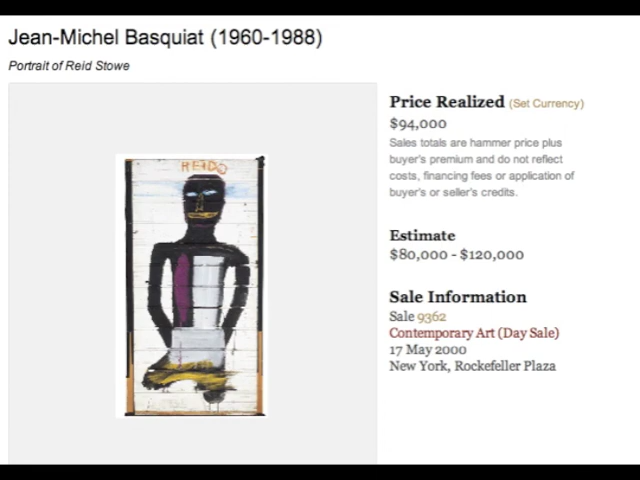 Jean-Michel Basquiat (1960-1988)
Portrait of Reid Stowe
Price Realized (Set Currency)
$94,000
Sales totals are hammer price plus
buyer's premium and do not reflect
costs, financing fees or application of
buyer's or seller's credits.
Estimate
$80,000 - $120,000
Sale Information
Sale 9362
Contemporary Art (Day Sale)
17 May 2000
New York, Rockefeller Plaza